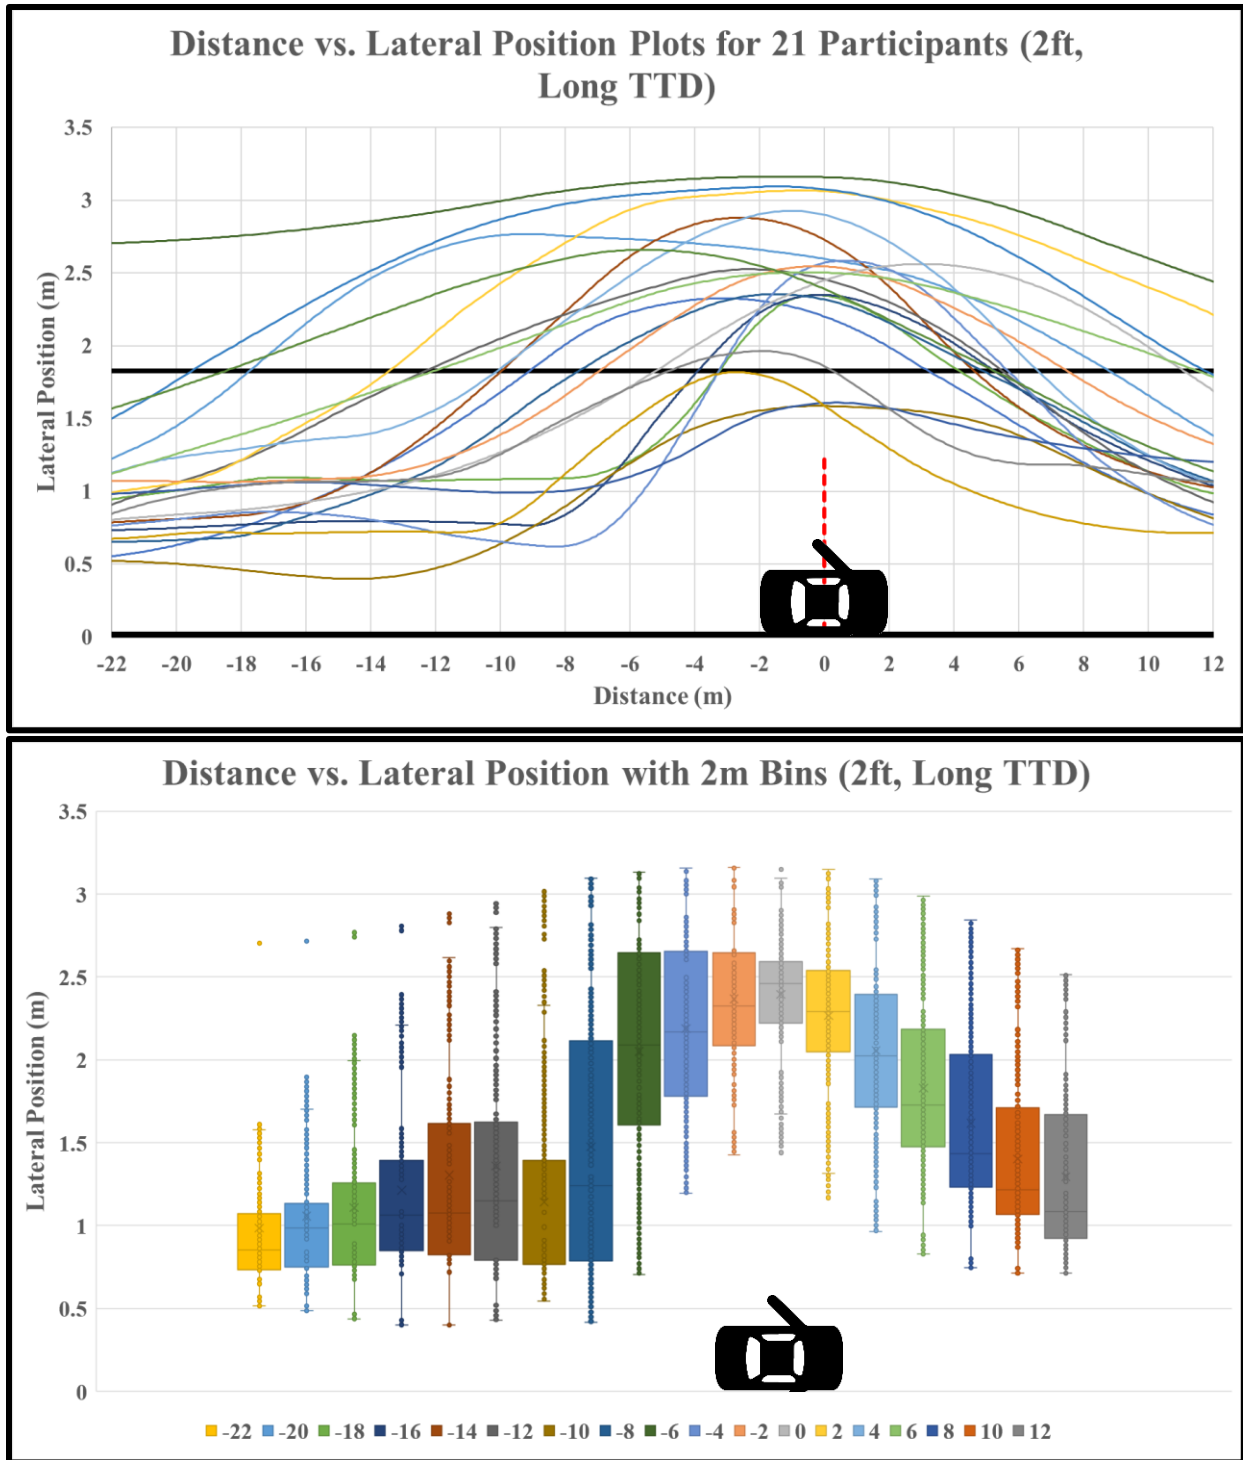 Distance vs. Lateral Position Plots for 21 Participants (2ft,
Long TTD)
3.5
3
2.5
2
1.5
1
0.5
0
Lateral Position (m)
-22 -20 -18 -16 -14 -12 -10 -8 -6 -4 -2 0 2 4 6 8 10 12
Distance (m)
Distance vs. Lateral Position with 2m Bins (2ft, Long TTD)
3.5
3
2.5
2
1.5
1
0.5
0
Lateral Position (m)
-22 -20 -18 -16 -14 -12 -10 -8 -6 -4 -2 0 2 4 6 8 10 12